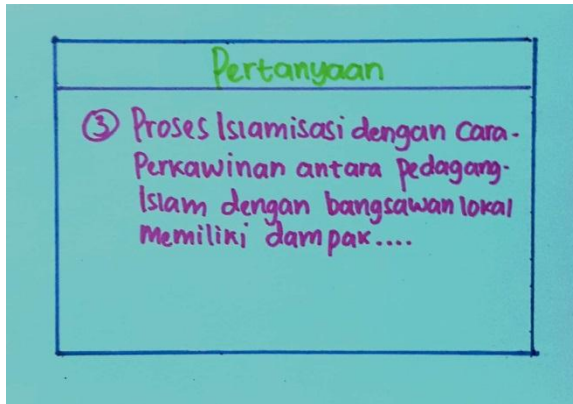 Pertanyaan
③ Proses Islamisasi dengan cara-
Perkawinan antara pedagang-
Islam dengan bangsawan lokal
Memiliki dampak....